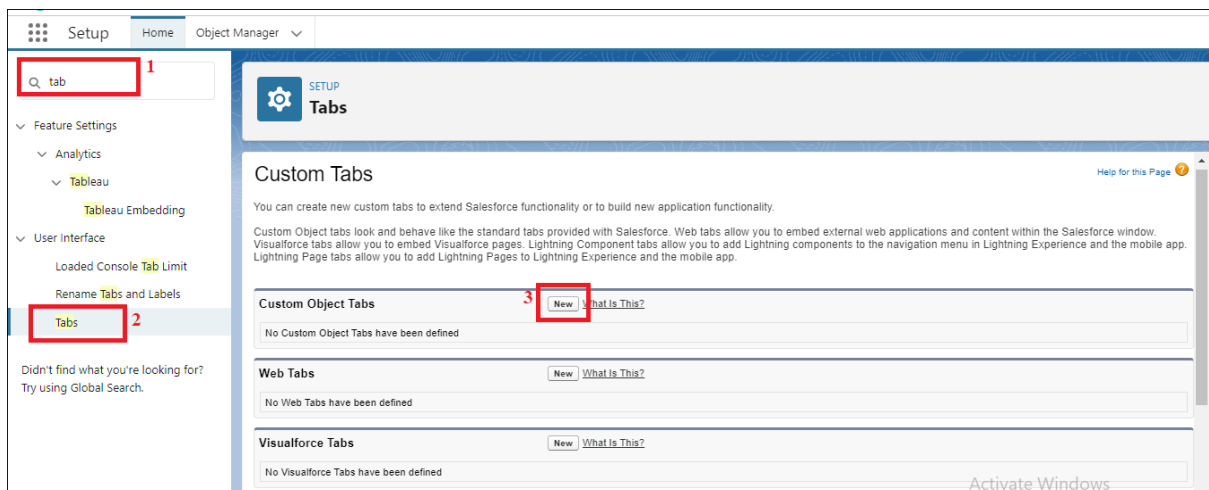 Setup Home Object Manager
tab 1
Feature Settings
Analytics
Tableau
Tableau Embedding
User Interface
Loaded Console Tab Limit
Rename Tabs and Labels
Tabs 2
Didn't find what you're looking for?
Try using Global Search.
SETUP
Tabs
Custom Tabs
Help for this Page ?
You can create new custom tabs to extend Salesforce functionality or to build new application functionality.
Custom Object tabs look and behave like the standard tabs provided with Salesforce. Web tabs allow you to embed external web applications and content within the Salesforce window.
Visualforce tabs allow you to embed Visualforce pages. Lightning Component tabs allow you to add Lightning components to the navigation menu in Lightning Experience and the mobile app.
Lightning Page tabs allow you to add Lightning Pages to Lightning Experience and the mobile app.
Custom Object Tabs 3 New What Is This?
No Custom Object Tabs have been defined
Web Tabs New What Is This?
No Web Tabs have been defined
Visualforce Tabs New What Is This?
No Visualforce Tabs have been defined
Activate Windows